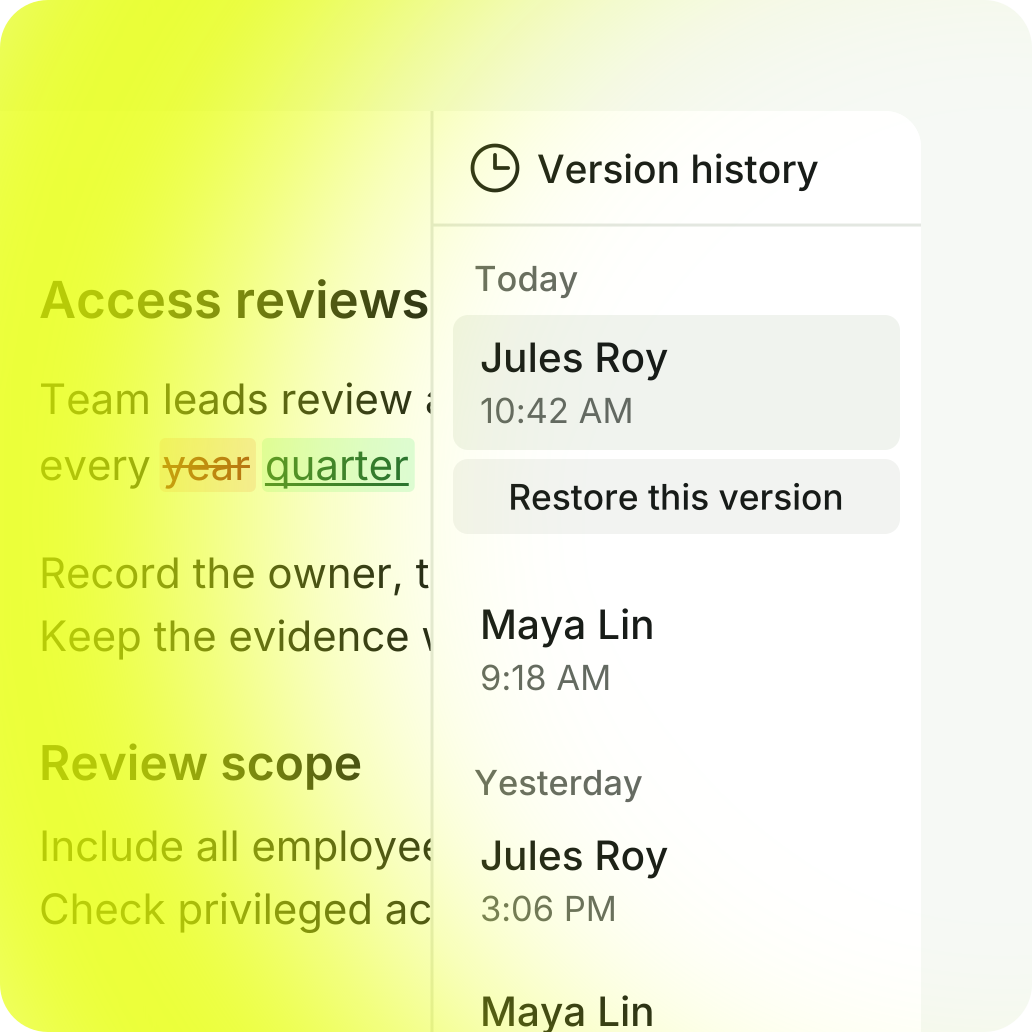 Access reviews
Team leads review
every year quarter
Record the owner,
Keep the evidence
Review scope
Include all
Check privileged
Version history
Today
Jules Roy
10:42 AM
Restore this version
Maya Lin
9:18 AM
Yesterday
Jules Roy
3:06 PM
Maya Lin